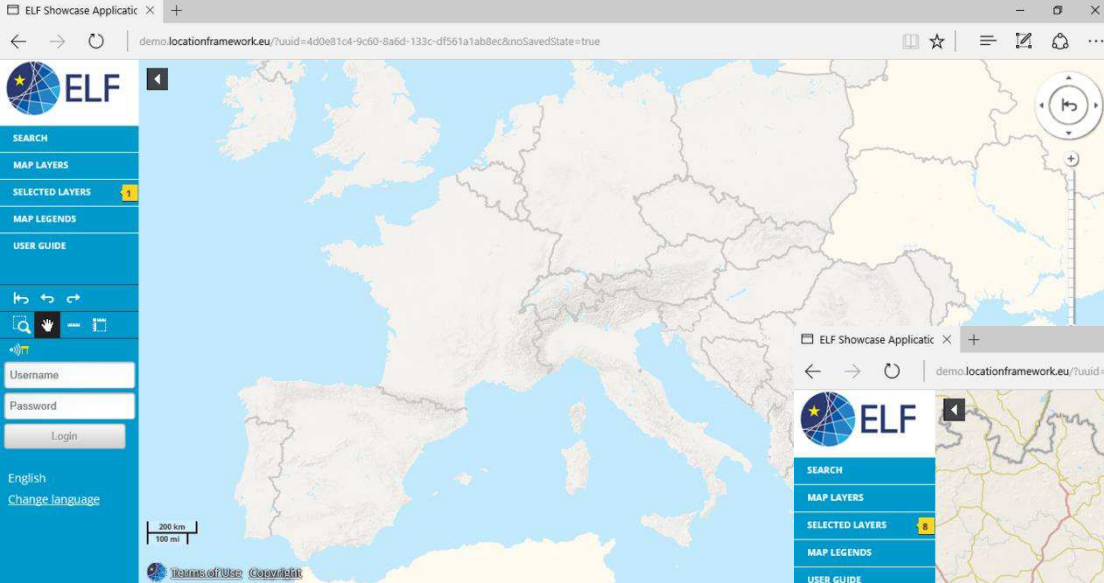 ELF Showcase Applicatic
demo.locationframework.eu/?uuid=4d0e81c4-9c60-8a6d-133c-df561a1ab8ec&noSavedState=true
ELF
SEARCH
MAP LAYERS
SELECTED LAYERS 1
MAP LEGENDS
USER GUIDE
Username
Password
Login
English
Change language
200 km
100 mi
Terms of Use Copyright
ELF Showcase Applicatic
demo.locationframework.eu/?uuid=
ELF
SEARCH
MAP LAYERS
SELECTED LAYERS 8
MAP LEGENDS
USER GUIDE